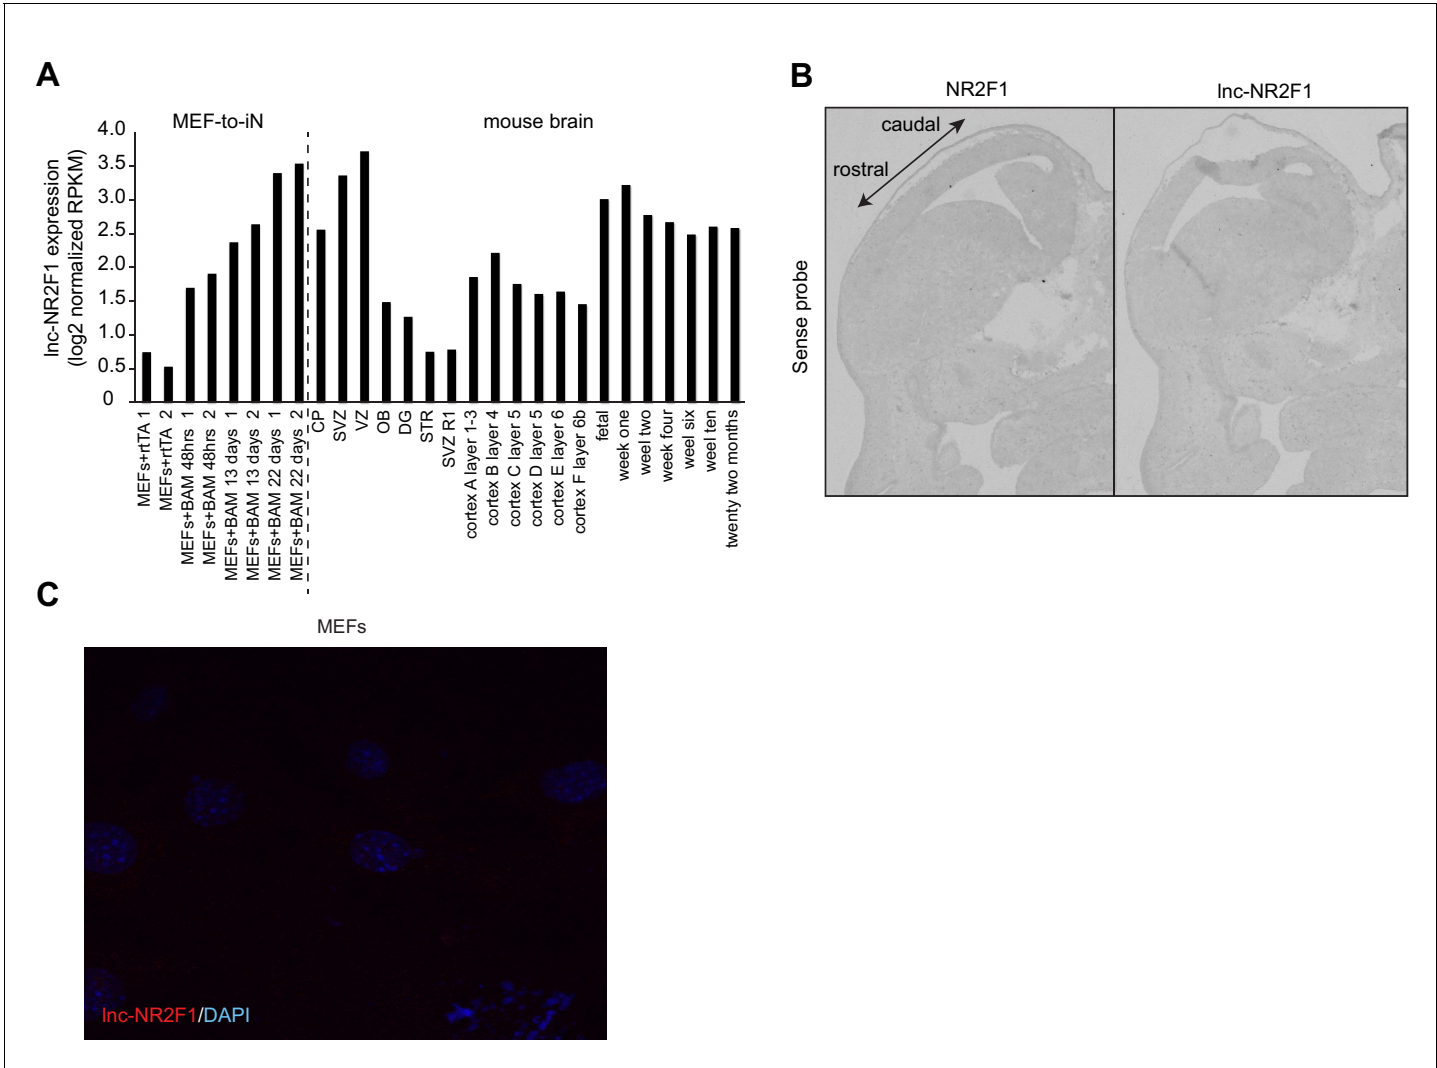 A
MEF-to-iN
mouse brain
lnc-NR2F1 expression
(log2 normalized RPKM)
4.0
3.5
3.0
2.5
2.0
1.5
1.0
0.5
0
MEFs+rtTA 1
MEFs+rtTA 2
MEFs+BAM 48hrs 1
MEFs+BAM 48hrs 2
MEFs+BAM 13 days 1
MEFs+BAM 13 days 2
MEFs+BAM 22 days 1
MEFs+BAM 22 days 2
CP
SVZ
VZ
OB
DG
STR
SVZ R1
cortex A layer 1-3
cortex B layer 4
cortex C layer 5
cortex D layer 5
cortex E layer 6
cortex F layer 6b
fetal
week one
weel two
week four
weel six
weel ten
twenty two months
B
NR2F1
lnc-NR2F1
caudal
rostral
Sense probe
C
MEFs
lnc-NR2F1/DAPI